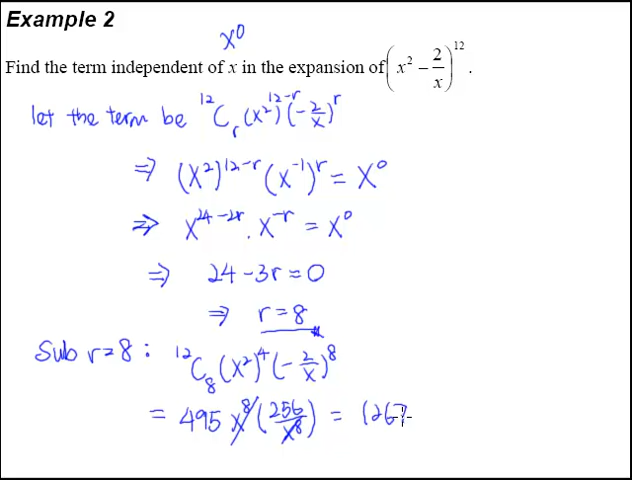 Example 2
x⁰
Find the term independent of x in the expansion of (x² − 2/x)¹².
let the term be ¹²Cᵣ (x²)¹²⁻ʳ (−2/x)ʳ
⇒ (x²)¹²⁻ʳ (x⁻¹)ʳ = x⁰
⇒ x²⁴⁻²ʳ . x⁻ʳ = x⁰
⇒ 24 − 3r = 0
⇒ r = 8
Sub r = 8 : ¹²C₈ (x²)⁴ (−2/x)⁸
= 495 x⁸ (256/x⁸) = 126